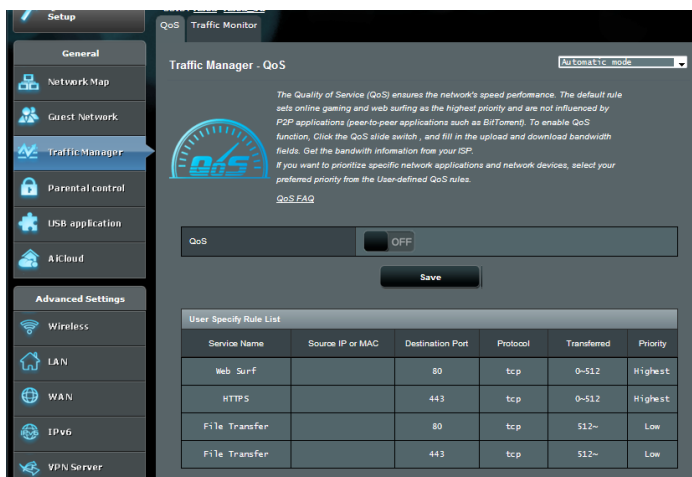 Setup
QoS
Traffic Monitor
General
Network Map
Guest Network
Traffic Manager
Parental control
USB application
AiCloud
Advanced Settings
Wireless
LAN
WAN
IPv6
VPN Server
Traffic Manager - QoS
Automatic mode
The Quality of Service (QoS) ensures the network's speed performance. The default rule
sets online gaming and web surfing as the highest priority and are not influenced by
P2P applications (peer-to-peer applications such as BitTorrent). To enable QoS
function, Click the QoS slide switch , and fill in the upload and download bandwidth
fields. Get the bandwith information from your ISP.
If you want to prioritize specific network applications and network devices, select your
preferred priority from the User-defined QoS rules.
QoS FAQ
QoS
QoS
OFF
Save
User Specify Rule List
Service Name Source IP or MAC Destination Port Protocol Transferred Priority
Web Surf 80 tcp 0~512 Highest
HTTPS 443 tcp 0~512 Highest
File Transfer 80 tcp 512~ Low
File Transfer 443 tcp 512~ Low